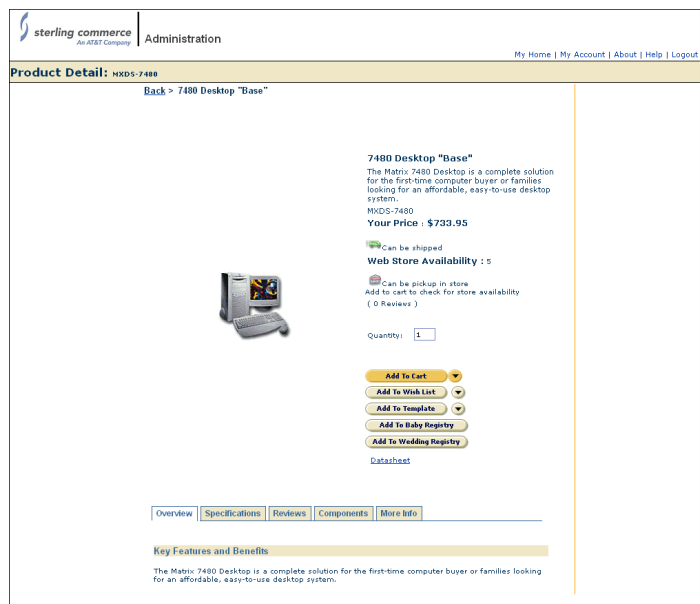 sterling commerce
An AT&T Company
Administration
My Home | My Account | About | Help | Logout
Product Detail: MXDS-7480
Back > 7480 Desktop "Base"
7480 Desktop "Base"
The Matrix 7480 Desktop is a complete solution
for the first-time computer buyer or families
looking for an affordable, easy-to-use desktop
system.
MXDS-7480
Your Price : $733.95
Can be shipped
Web Store Availability : 5
Can be pickup in store
Add to cart to check for store availability
( 0 Reviews )
Quantity: 1
Add To Cart
Add To Wish List
Add To Template
Add To Baby Registry
Add To Wedding Registry
Datasheet
Overview Specifications Reviews Components More Info
Key Features and Benefits
The Matrix 7480 Desktop is a complete solution for the first-time computer buyer or families looking
for an affordable, easy-to-use desktop system.